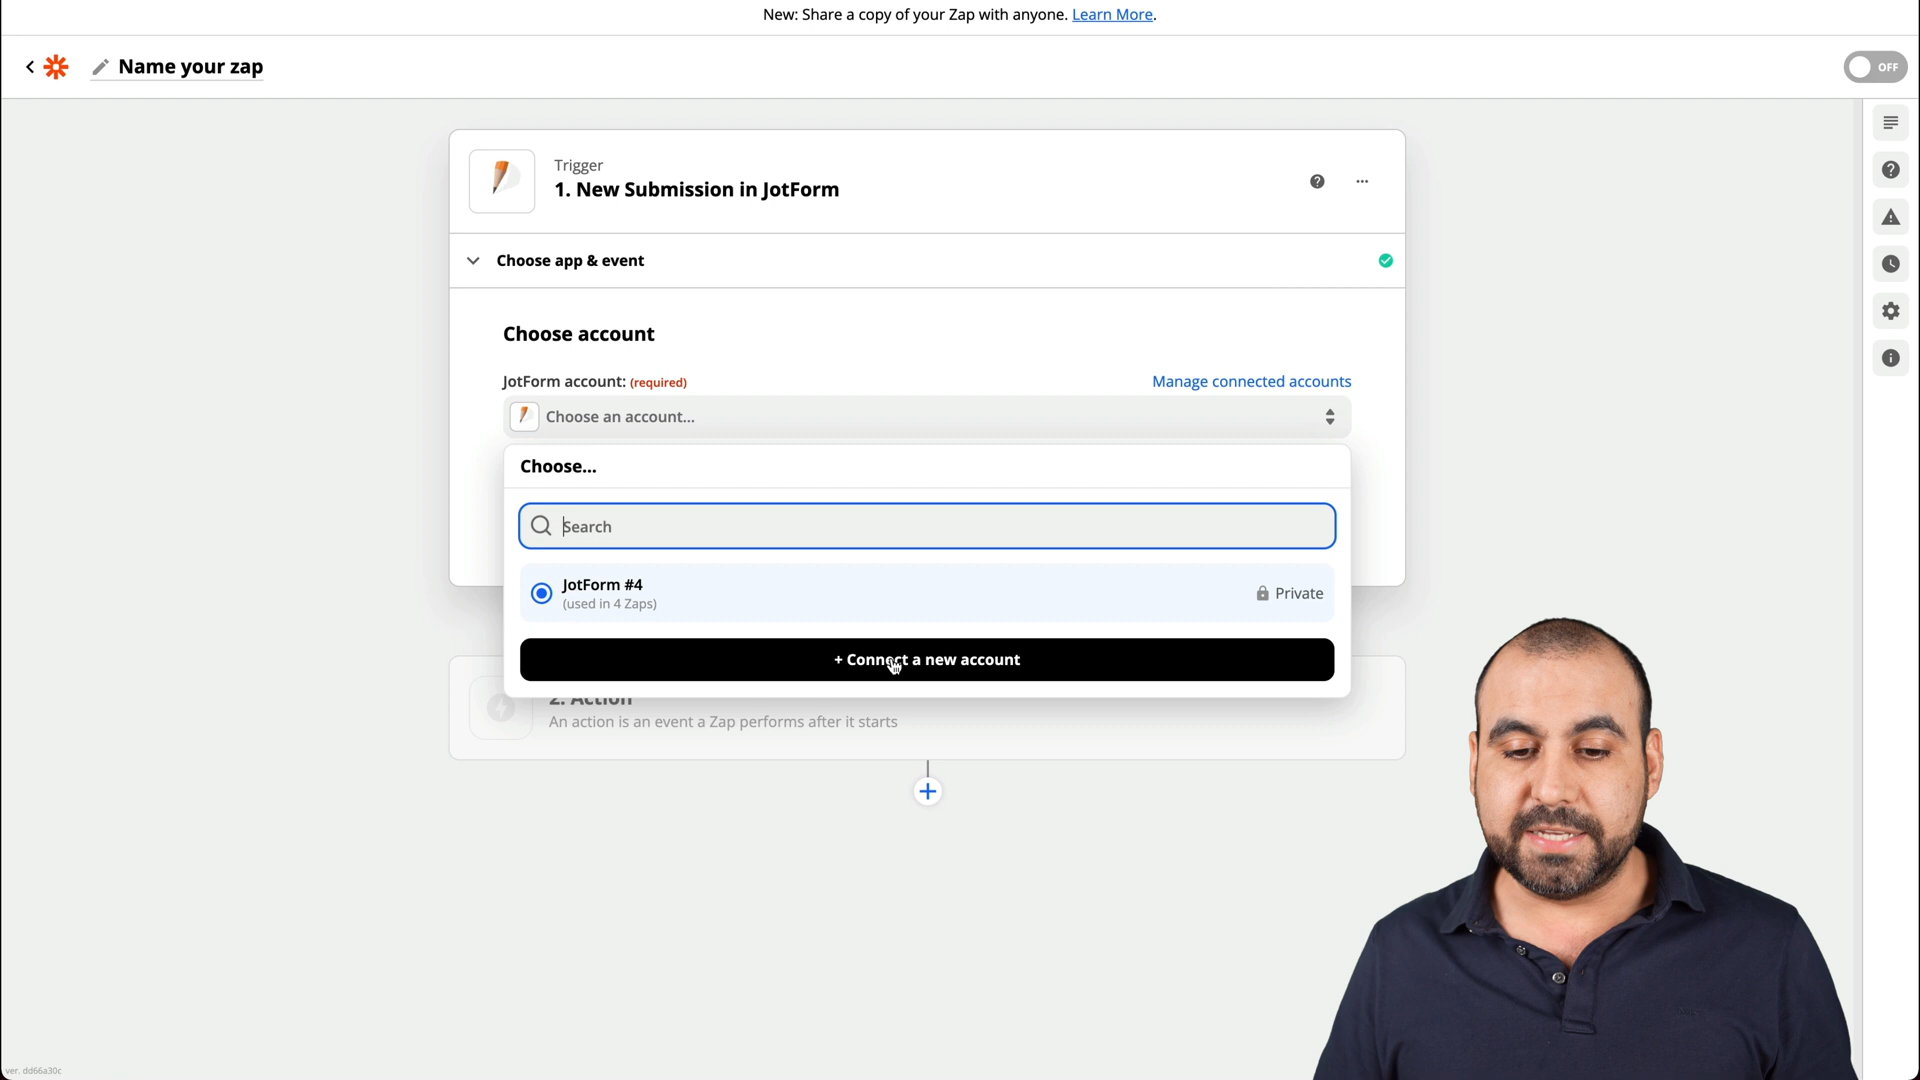 New: Share a copy of your Zap with anyone. Learn More.
Name your zap
OFF
Trigger
1. New Submission in JotForm
Choose app & event
Choose account
JotForm account: (required)
Manage connected accounts
Choose an account...
Choose...
Search
JotForm #4
(used in 4 Zaps)
Private
+ Connect a new account
2. Action
An action is an event a Zap performs after it starts
ver. dd66a30c